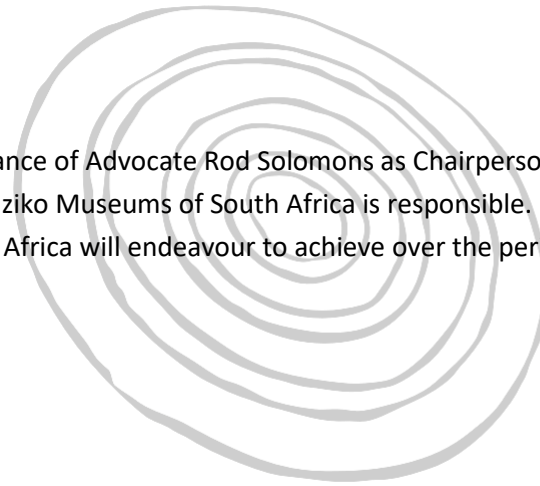 ance of Advocate Rod Solomons as Chairperso
ziko Museums of South Africa is responsible.
Africa will endeavour to achieve over the per